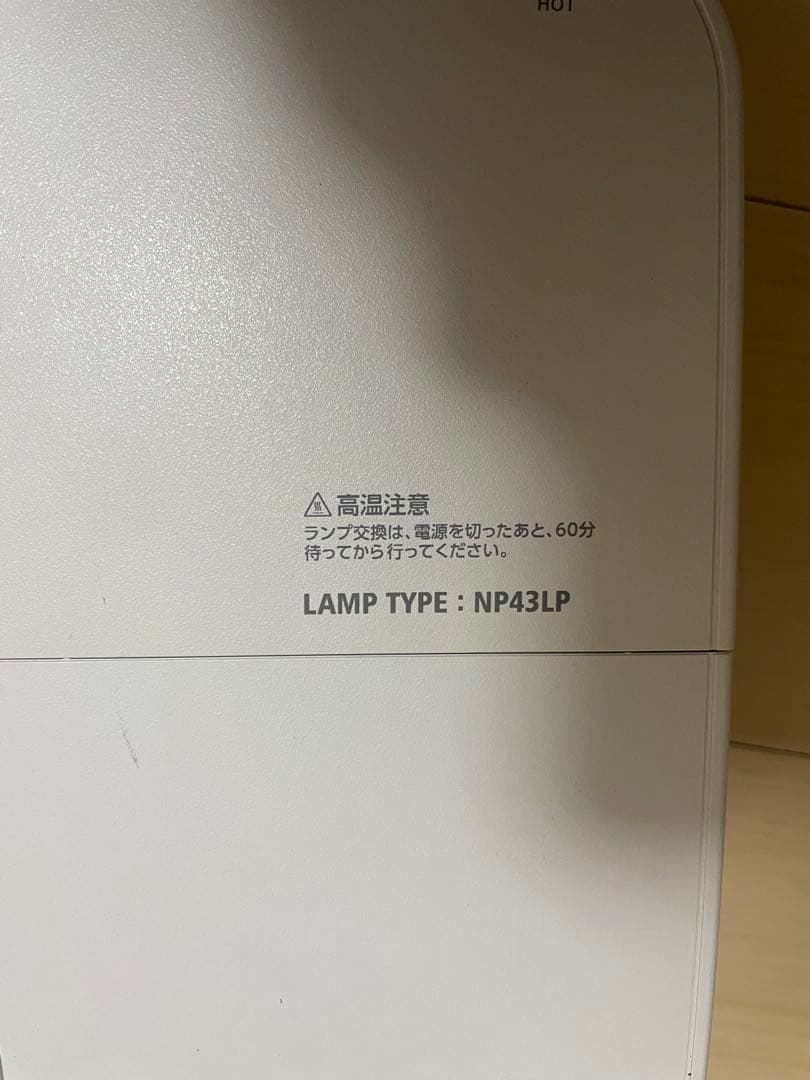 HOT
高温注意
ランプ交換は、電源を切ったあと、60分
待ってから行ってください。
LAMP TYPE : NP43LP